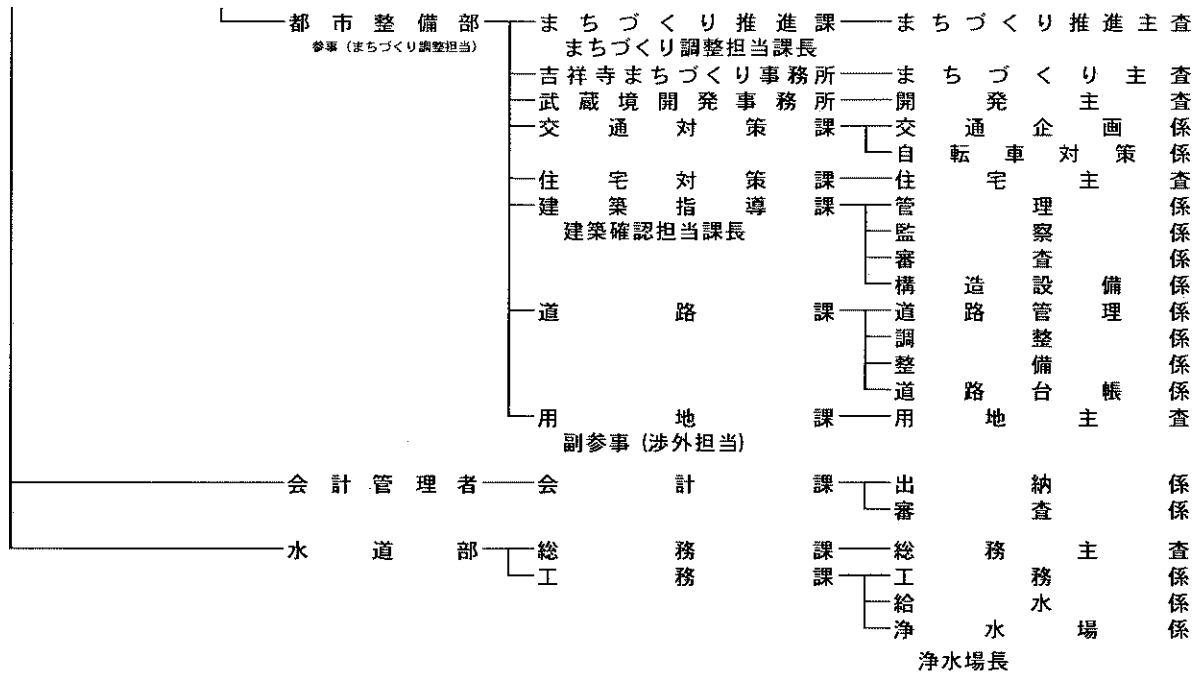 都市整備部 まちづくり推進課 まちづくり推進主査
参事（まちづくり調整担当） まちづくり調整担当課長
吉祥寺まちづくり事務所 まちづくり主査
武蔵境開発事務所 開発主査
交通対策課 交通企画係
自転車対策係
住宅対策課 住宅主査
建築指導課 管理係
建築確認担当課長 監察係
審査係
構造設備係
道路課 道路管理係
調整係
整備係
道路台帳係
用地課 用地主査
副参事（渉外担当）
会計管理者 会計課 出納係
審査係
水道部 総務課 総務主査
工務課 工務係
給水係
浄水場係
浄水場長